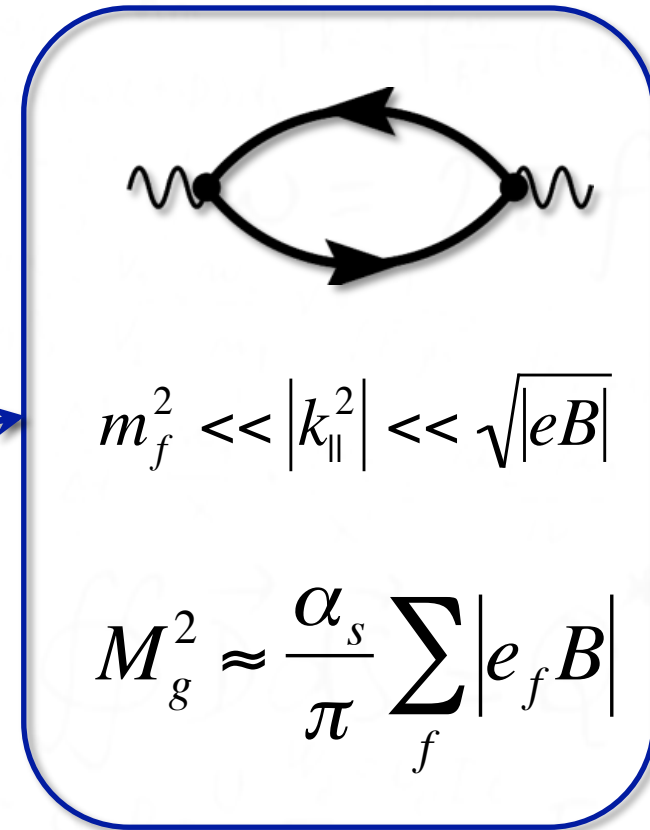 m_f^2 << |k_∥^2| << √|eB|
M_g^2 ≈ α_s/π ∑_f |e_f B|